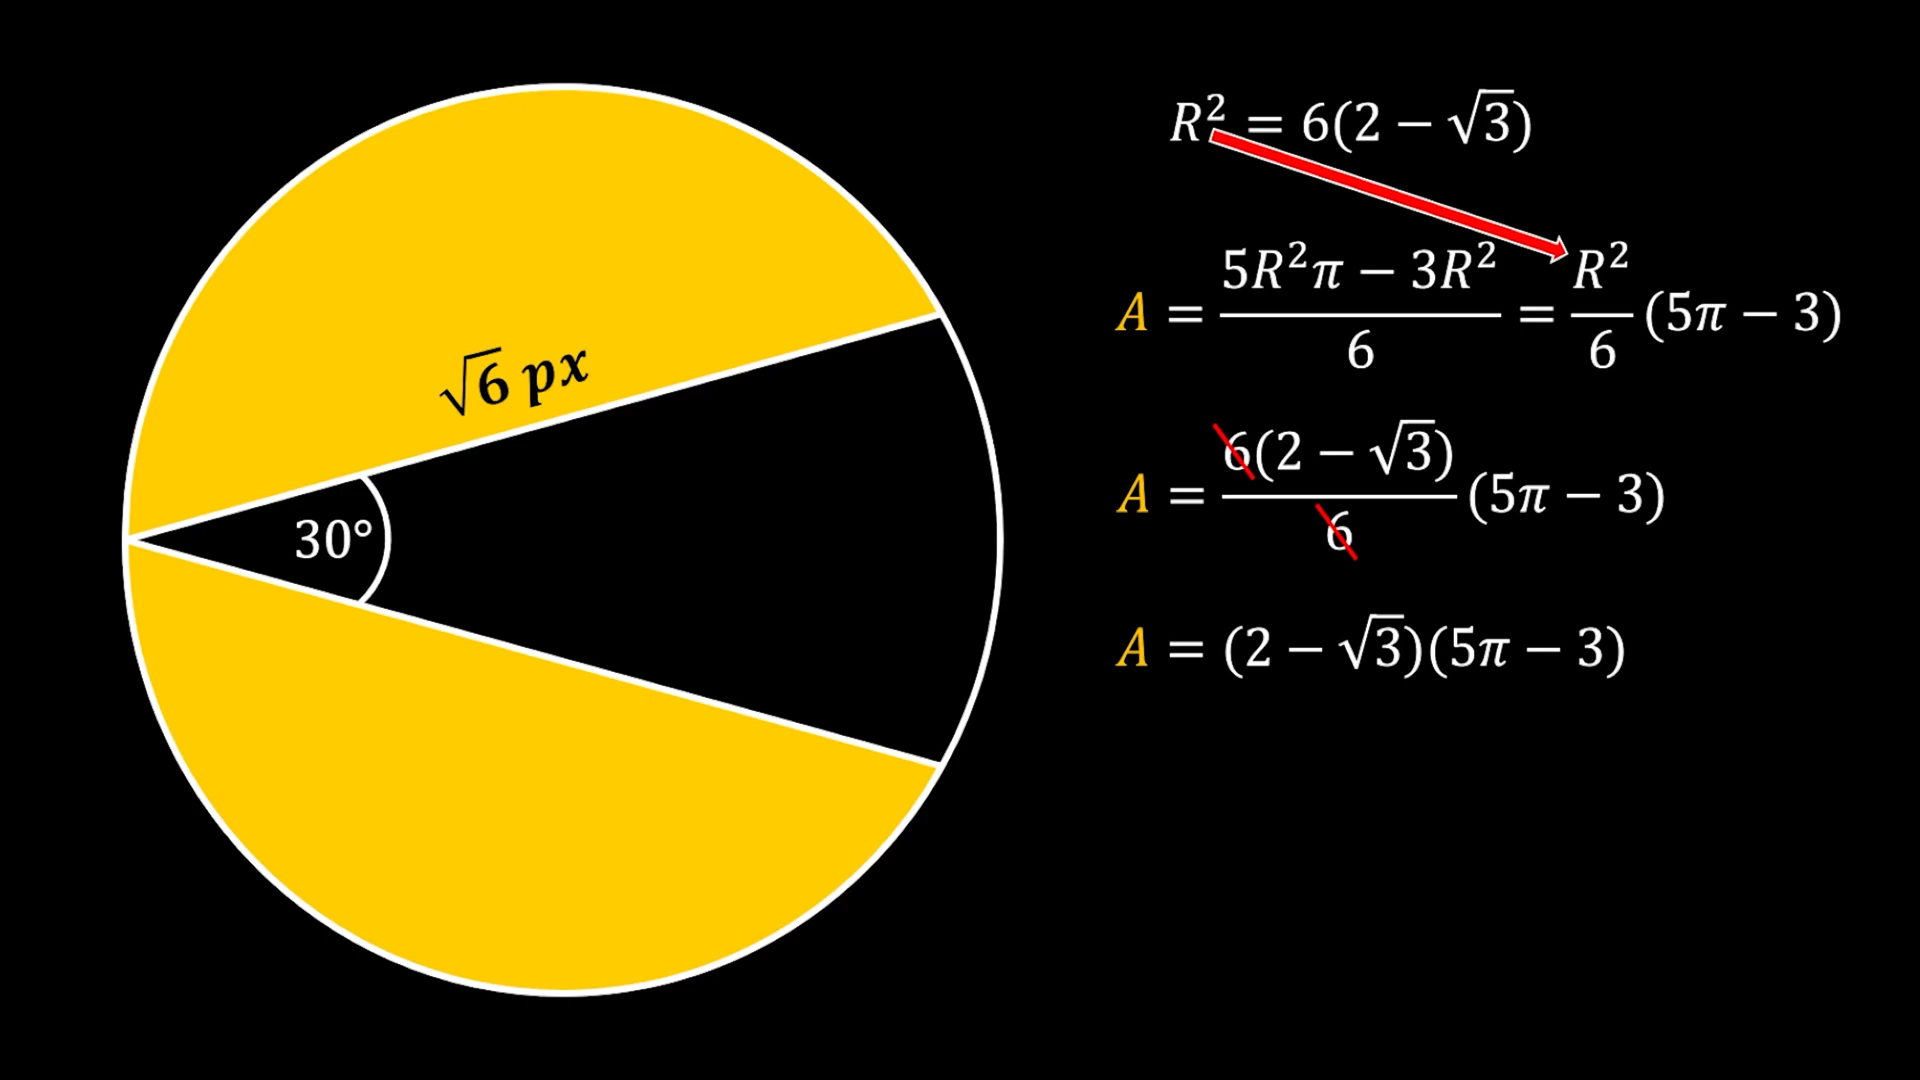 √6 px
30°
R² = 6(2 − √3)
A = (5R²π − 3R²)/6 = R²/6 (5π − 3)
A = 6(2 − √3)/6 (5π − 3)
A = (2 − √3)(5π − 3)